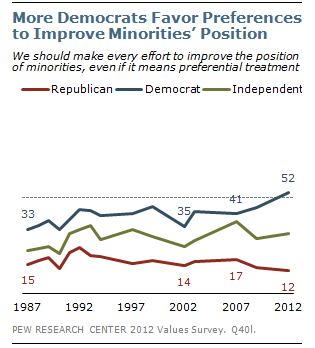 More Democrats Favor Preferences
to Improve Minorities’ Position
We should make every effort to improve the position
of minorities, even if it means preferential treatment
Republican Democrat Independent
52
33 35 41
15 14 17 12
1987 1992 1997 2002 2007 2012
PEW RESEARCH CENTER 2012 Values Survey. Q40l.